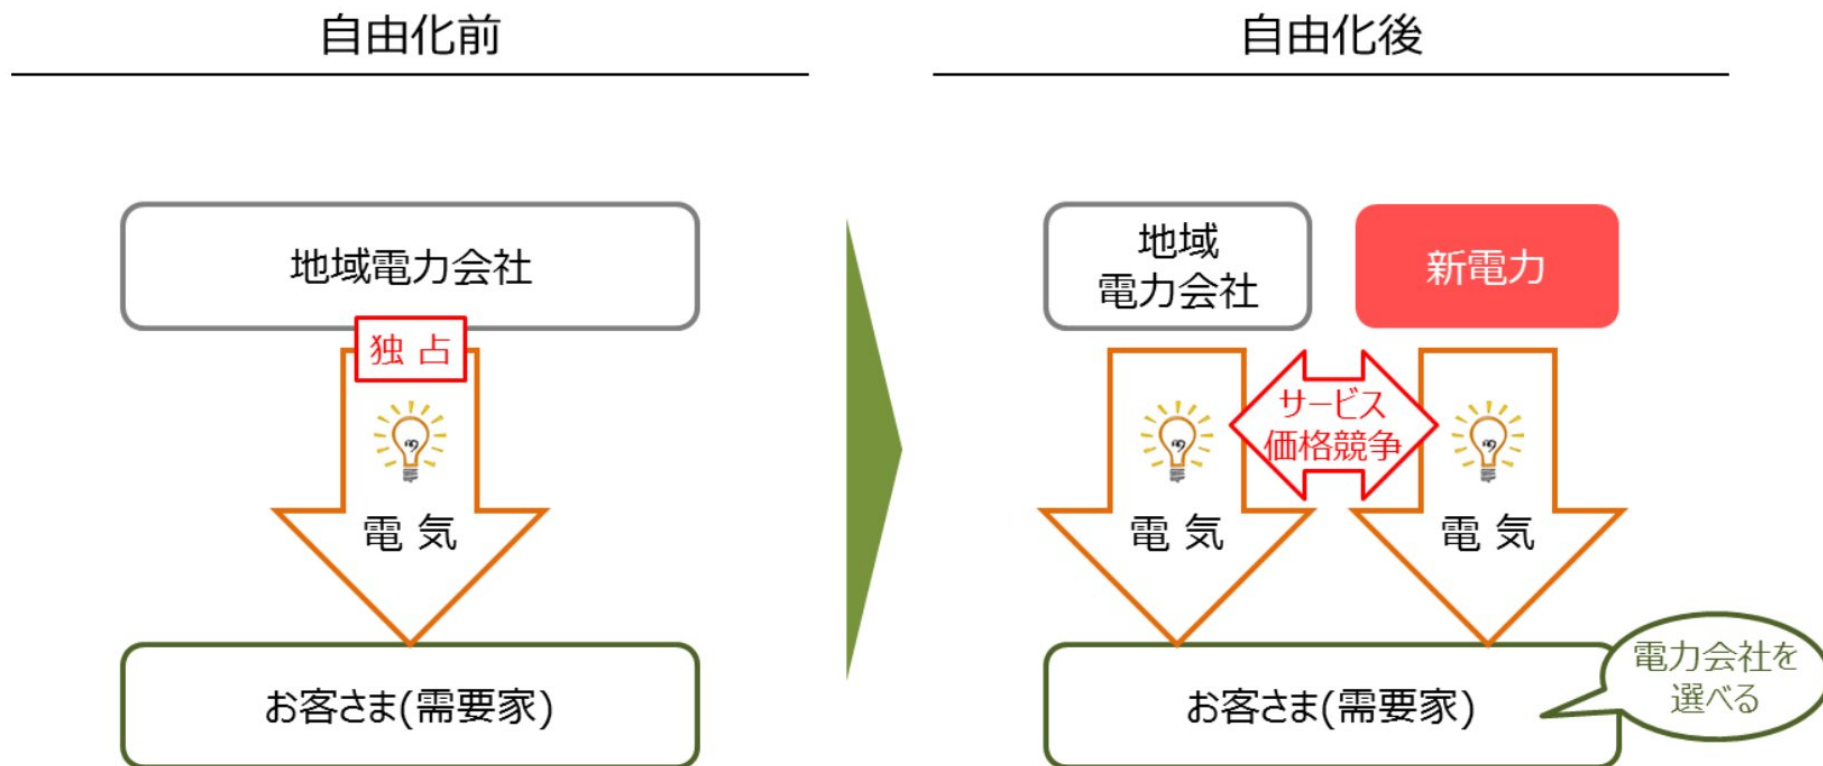 自由化前
地域電力会社
独 占
電 気
お客さま(需要家)
自由化後
地域
電力会社
新電力
サービス
価格競争
電 気
電 気
お客さま(需要家)
電力会社を
選べる